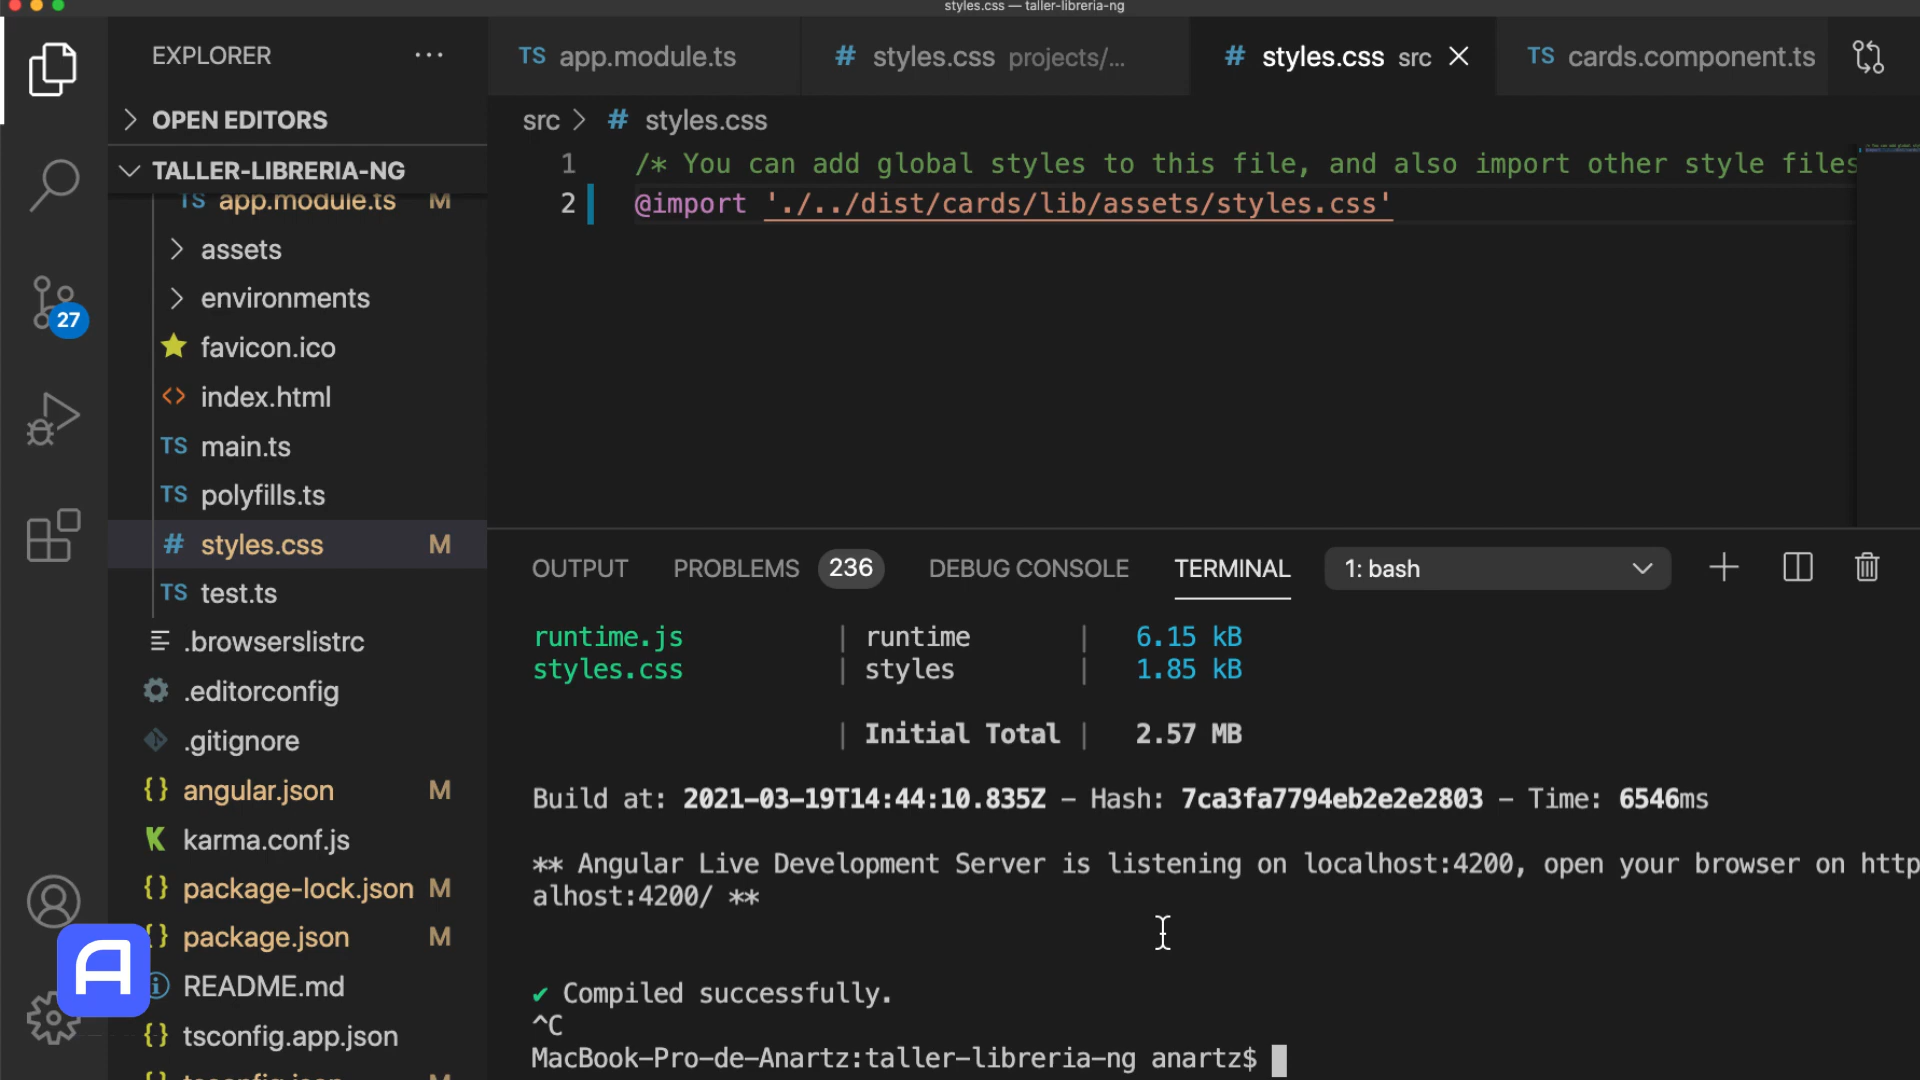 styles.css — taller-libreria-ng
EXPLORER
OPEN EDITORS
TALLER-LIBRERIA-NG
TS app.module.ts M
assets
environments
favicon.ico
<> index.html
TS main.ts
TS polyfills.ts
# styles.css M
TS test.ts
.browserslistrc
.editorconfig
.gitignore
{} angular.json M
K karma.conf.js
{} package-lock.json M
{} package.json M
README.md
{} tsconfig.app.json
27
A
TS app.module.ts
# styles.css projects/...
# styles.css src
TS cards.component.ts
src > # styles.css
1 /* You can add global styles to this file, and also import other style files
2 @import './../dist/cards/lib/assets/styles.css'
OUTPUT PROBLEMS 236 DEBUG CONSOLE TERMINAL 1: bash
runtime.js | runtime | 6.15 kB
styles.css | styles | 1.85 kB
| Initial Total | 2.57 MB
Build at: 2021-03-19T14:44:10.835Z - Hash: 7ca3fa7794eb2e2e2803 - Time: 6546ms
** Angular Live Development Server is listening on localhost:4200, open your browser on http
alhost:4200/ **
✔ Compiled successfully.
^C
MacBook-Pro-de-Anartz:taller-libreria-ng anartz$